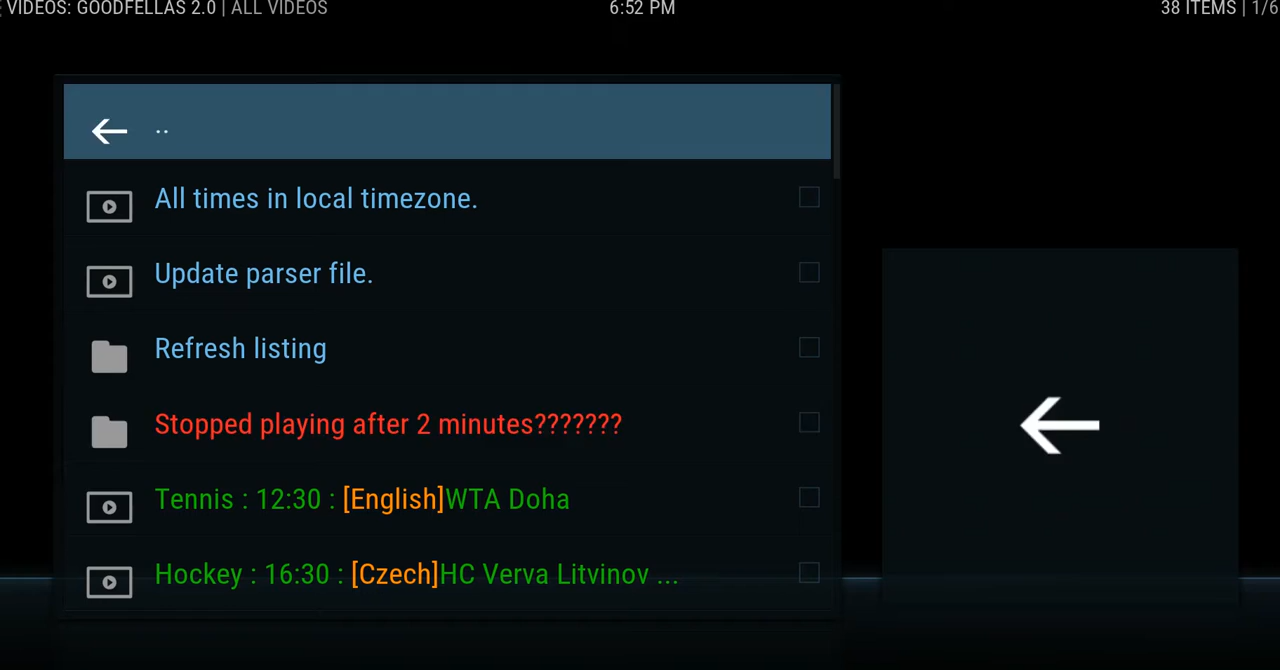 VIDEOS: GOODFELLAS 2.0 | ALL VIDEOS
6:52 PM
38 ITEMS | 1/6
..
All times in local timezone.
Update parser file.
Refresh listing
Stopped playing after 2 minutes???????
Tennis : 12:30 : [English]WTA Doha
Hockey : 16:30 : [Czech]HC Verva Litvinov ...